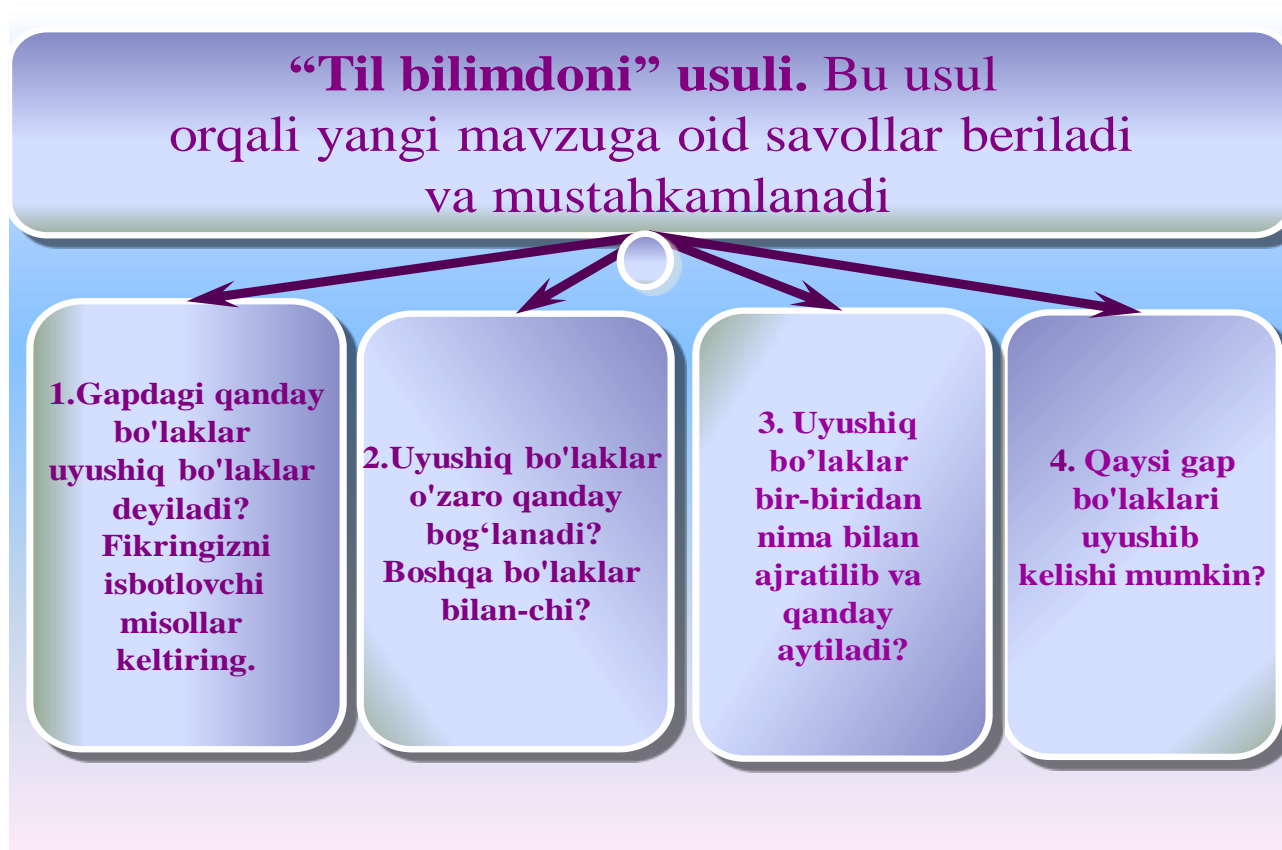 “Til bilimdoni” usuli. Bu usul
orqali yangi mavzuga oid savollar beriladi
va mustahkamlanadi
1.Gapdagi qanday
bo'laklar
uyushiq bo'laklar
deyiladi?
Fikringizni
isbotlovchi
misollar
keltiring.
2.Uyushiq bo'laklar
o'zaro qanday
bog‘lanadi?
Boshqa bo'laklar
bilan-chi?
3. Uyushiq
bo’laklar
bir-biridan
nima bilan
ajratilib va
qanday
aytiladi?
4. Qaysi gap
bo'laklari
uyushib
kelishi mumkin?